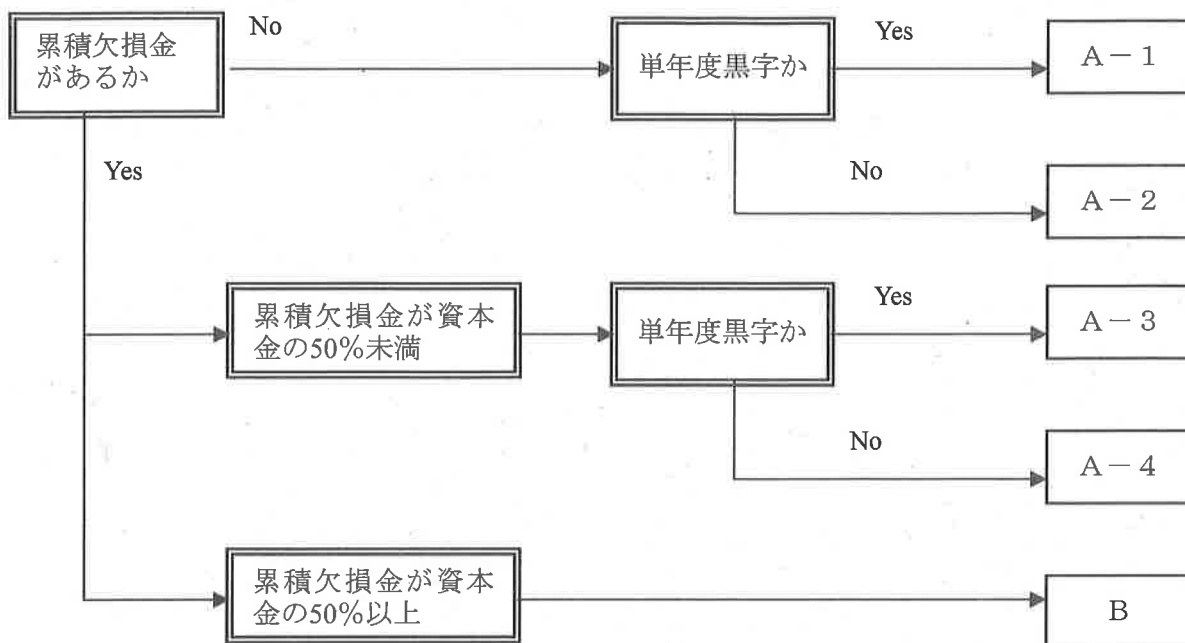 累積欠損金
があるか
No
単年度黒字か
Yes
A－1
Yes
No
A－2
累積欠損金が資本
金の50%未満
単年度黒字か
Yes
A－3
No
A－4
累積欠損金が資本
金の50%以上
B